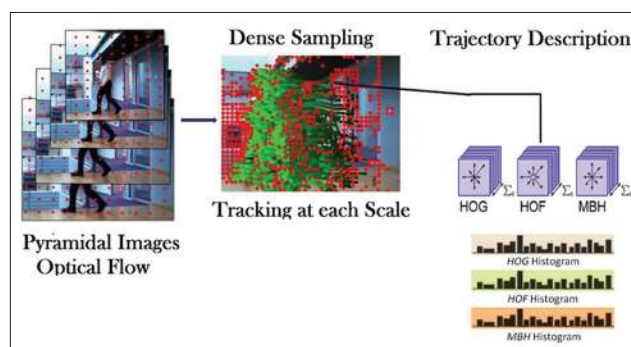 Dense Sampling
Trajectory Description
Tracking at each Scale
Pyramidal Images
Optical Flow
Σ Σ Σ
HOG HOF MBH
HOG Histogram
HOF Histogram
MBH Histogram